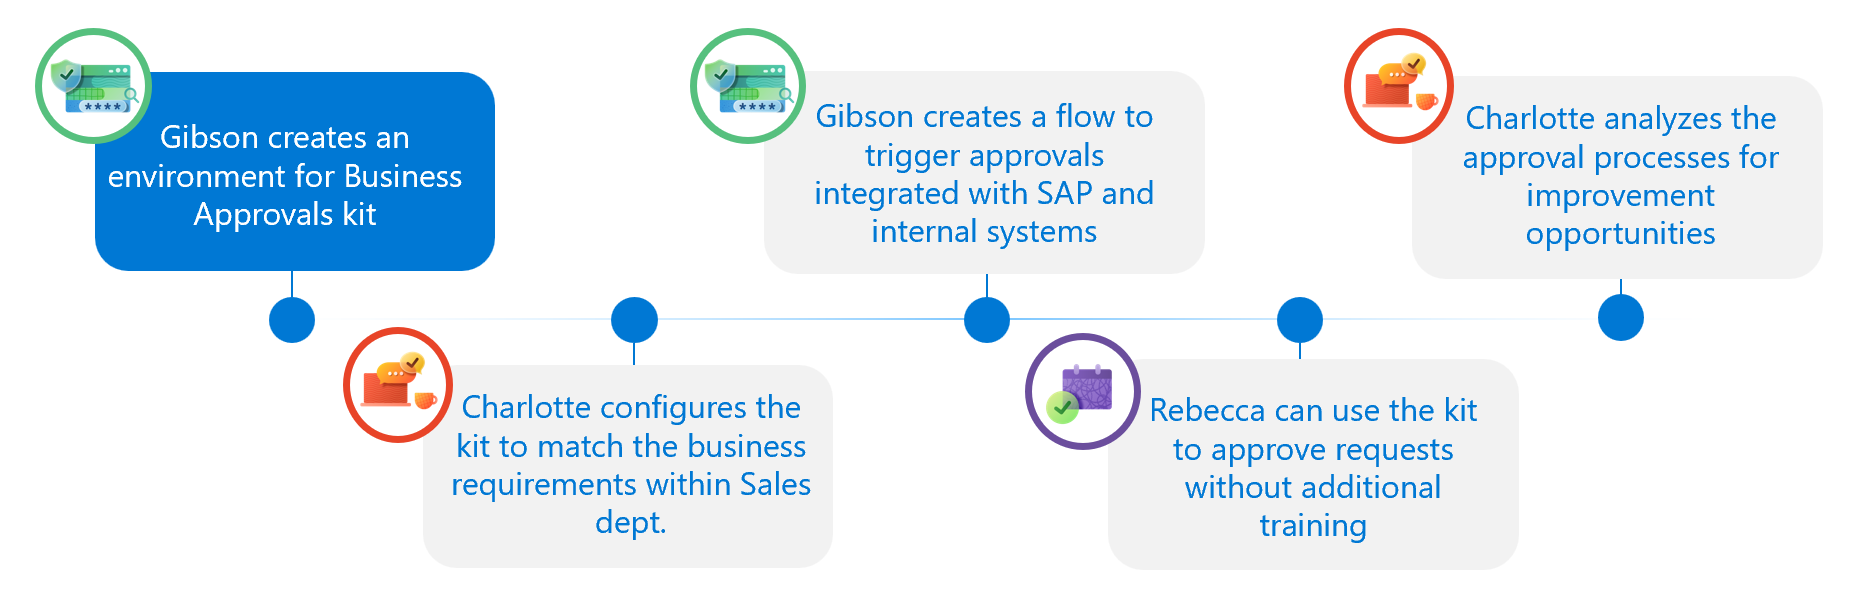 Gibson creates an
environment for Business
Approvals kit
Charlotte configures the
kit to match the business
requirements within Sales
dept.
Gibson creates a flow to
trigger approvals
integrated with SAP and
internal systems
Rebecca can use the kit
to approve requests
without additional
training
Charlotte analyzes the
approval processes for
improvement
opportunities